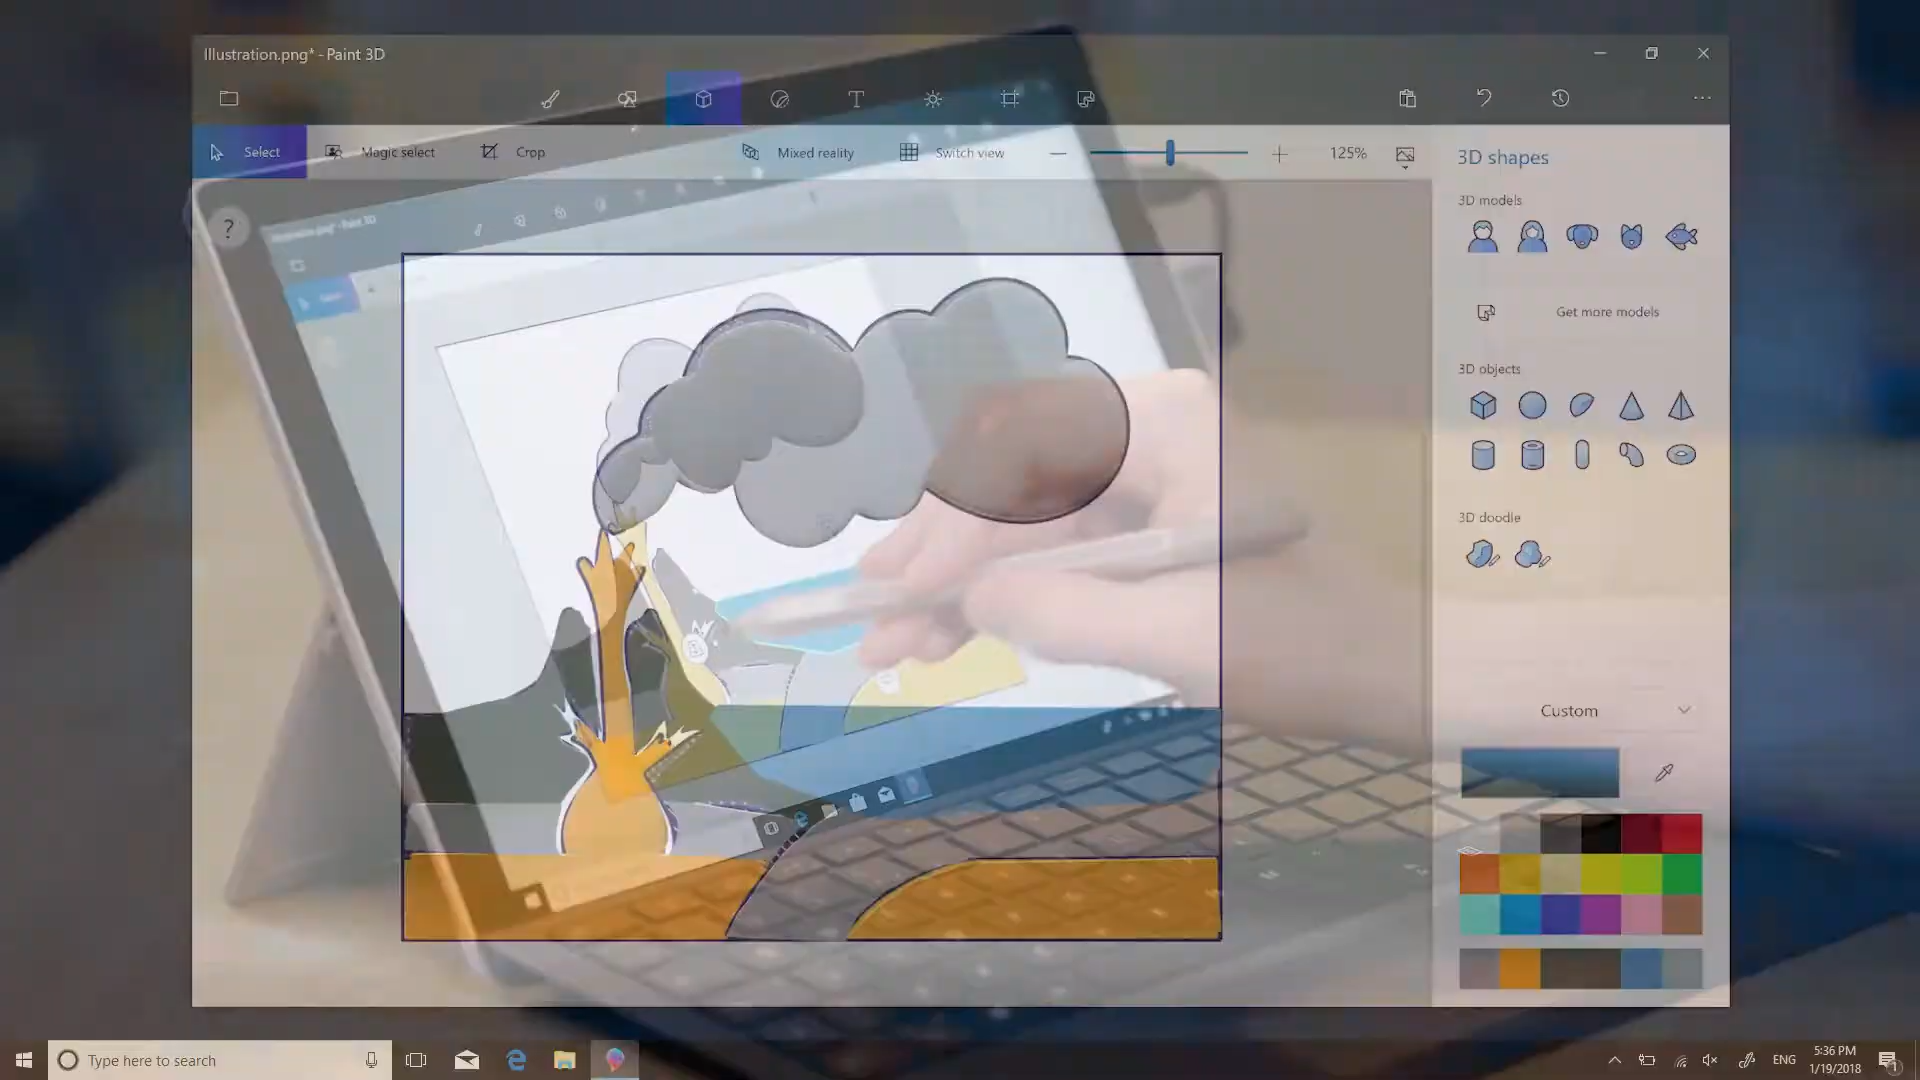 Illustration.png* - Paint 3D
Select
Magic select
Crop
Mixed reality
Switch view
125%
3D shapes
?
3D models
Get more models
3D objects
3D doodle
Custom
Type here to search
ENG
5:36 PM
1/19/2018
1